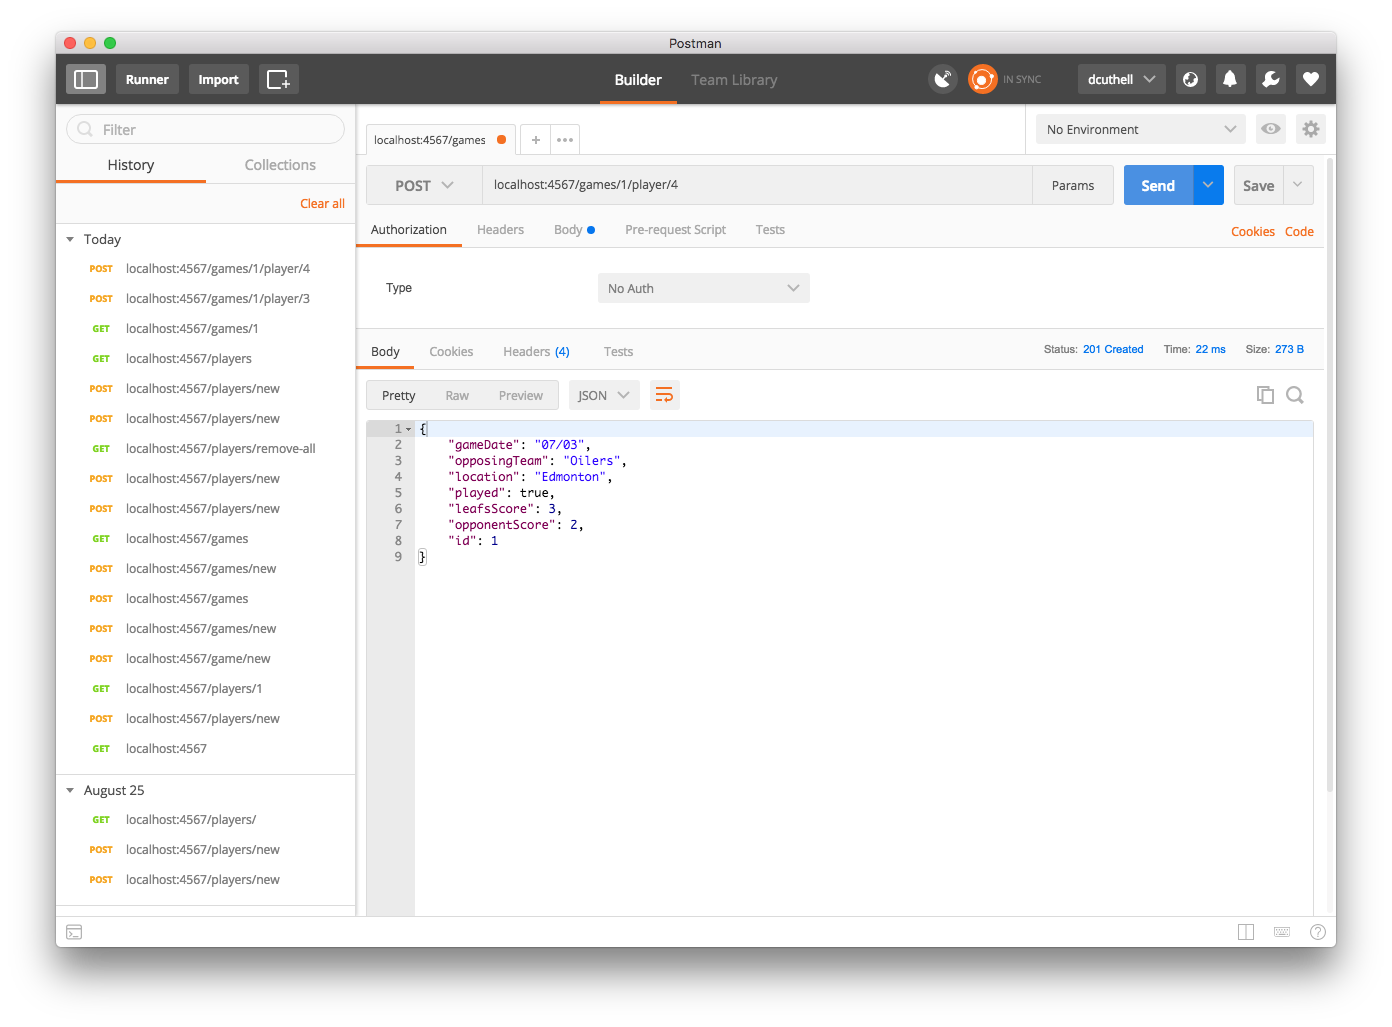 Postman
Runner
Import
Builder
Team Library
IN SYNC
dcuthell
Filter
History
Collections
Clear all
Today
POST localhost:4567/games/1/player/4
POST localhost:4567/games/1/player/3
GET localhost:4567/games/1
GET localhost:4567/players
POST localhost:4567/players/new
POST localhost:4567/players/new
GET localhost:4567/players/remove-all
POST localhost:4567/players/new
POST localhost:4567/players/new
GET localhost:4567/games
POST localhost:4567/games/new
POST localhost:4567/games
POST localhost:4567/games/new
POST localhost:4567/game/new
GET localhost:4567/players/1
POST localhost:4567/players/new
GET localhost:4567
August 25
GET localhost:4567/players/
POST localhost:4567/players/new
POST localhost:4567/players/new
localhost:4567/games
No Environment
POST localhost:4567/games/1/player/4 Params Send Save
Authorization Headers Body Pre-request Script Tests Cookies Code
Type No Auth
Body Cookies Headers (4) Tests Status: 201 Created Time: 22 ms Size: 273 B
Pretty Raw Preview JSON
1 {
2 "gameDate": "07/03",
3 "opposingTeam": "Oilers",
4 "location": "Edmonton",
5 "played": true,
6 "leafsScore": 3,
7 "opponentScore": 2,
8 "id": 1
9 }